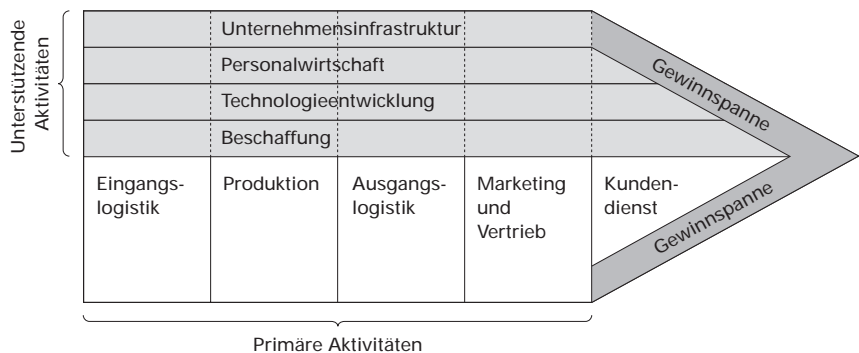 Unterstützende
Aktivitäten
Unternehmensinfrastruktur
Personalwirtschaft
Technologieentwicklung
Beschaffung
Gewinnspanne
Eingangs-
logistik
Produktion
Ausgangs-
logistik
Marketing
und
Vertrieb
Kunden-
dienst
Gewinnspanne
Primäre Aktivitäten